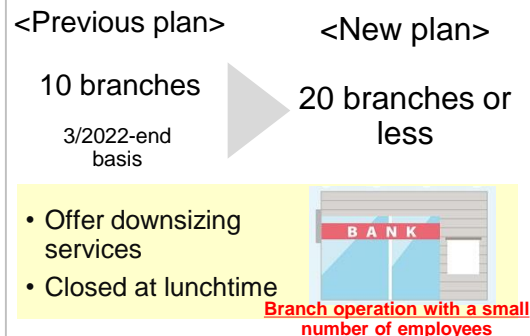 <Previous plan>
<New plan>
10 branches
3/2022-end
basis
20 branches or
less
• Offer downsizing
services
• Closed at lunchtime
BANK
Branch operation with a small
number of employees